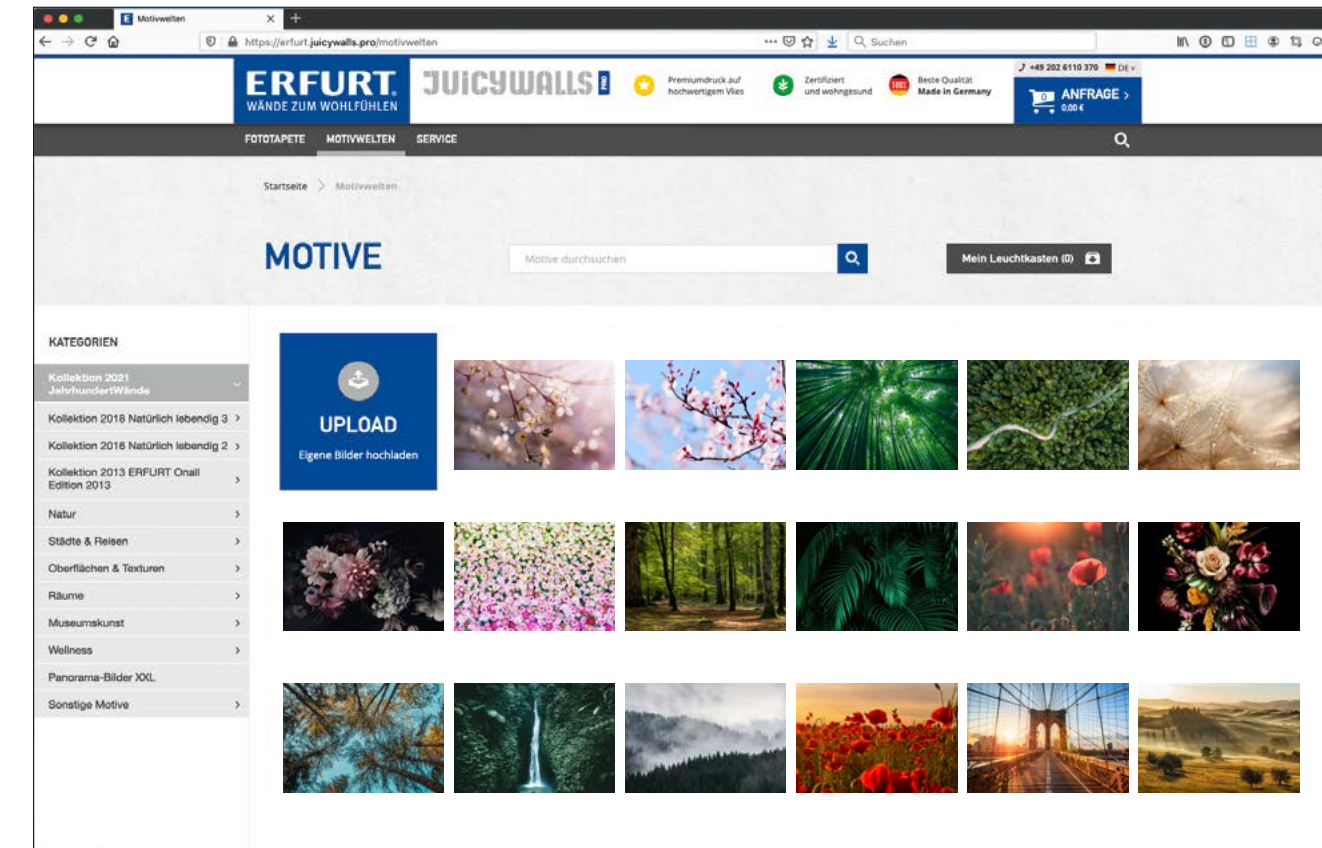 Motivwelten
https://erfurt.juicywalls.pro/motivwelten
Suchen
ERFURT
WÄNDE ZUM WOHLFÜHLEN
JUICYWALLS PRO
Premiumdruck auf
hochwertigem Vlies
Zertifiziert
und wohngesund
Beste Qualität
Made in Germany
+49 202 6110 370 DE
0 ANFRAGE >
0,00 €
FOTOTAPETE MOTIVWELTEN SERVICE
Startseite > Motivwelten
MOTIVE
Motive durchsuchen
Mein Leuchtkasten (0)
KATEGORIEN
Kollektion 2021
JahrhundertWände
Kollektion 2018 Natürlich lebendig 3 >
Kollektion 2016 Natürlich lebendig 2 >
Kollektion 2013 ERFURT Onall
Edition 2013 >
Natur >
Städte & Reisen >
Oberflächen & Texturen >
Räume >
Museumskunst >
Wellness >
Panorama-Bilder XXL
Sonstige Motive >
UPLOAD
Eigene Bilder hochladen